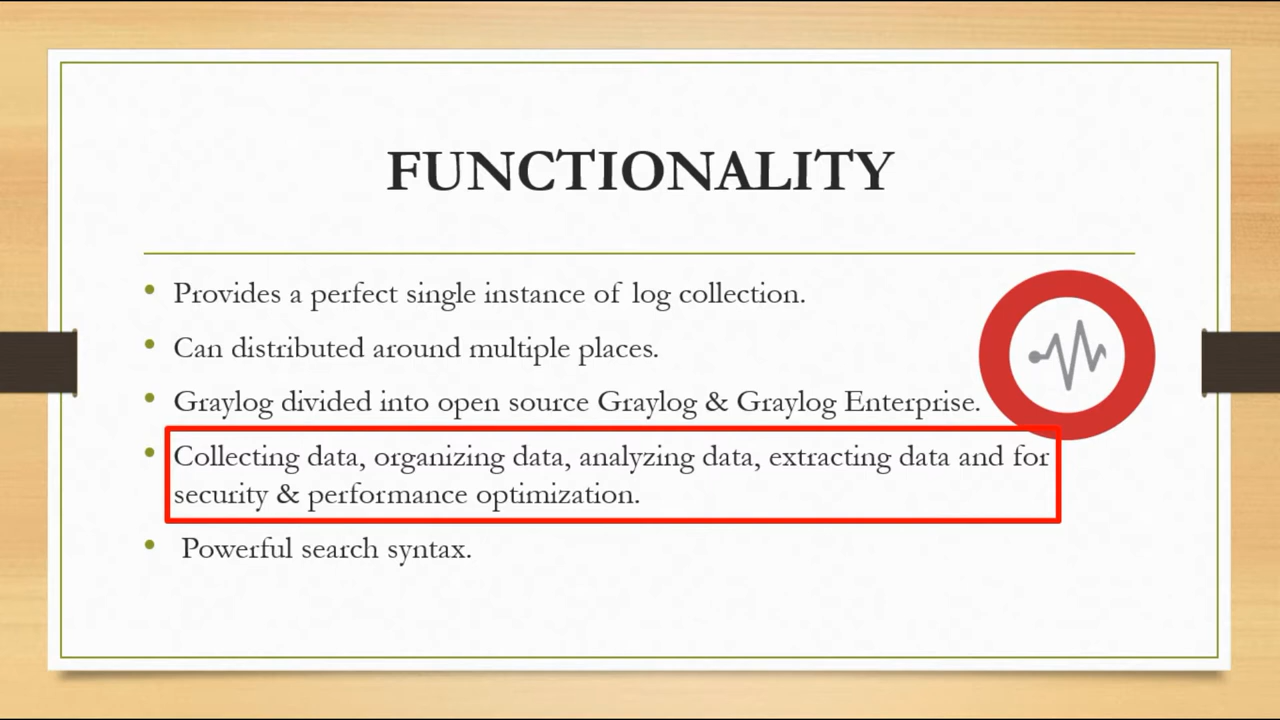 FUNCTIONALITY
• Provides a perfect single instance of log collection.
• Can distributed around multiple places.
• Graylog divided into open source Graylog & Graylog Enterprise.
• Collecting data, organizing data, analyzing data, extracting data and for
security & performance optimization.
• Powerful search syntax.